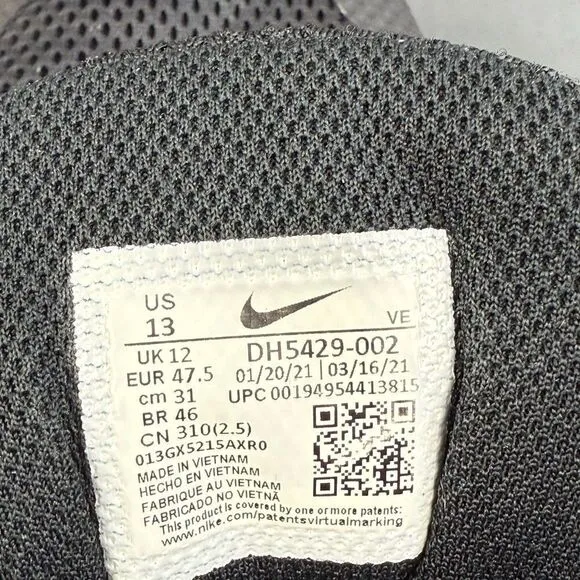 US
13
VE
UK 12
DH5429-002
EUR 47.5
01/20/21 | 03/16/21
cm 31
UPC 00194954413815
BR 46
CN 310(2.5)
013GX5215AXR0
MADE IN VIETNAM
HECHO EN VIETNAM
FABRIQUE AU VIETNAM
FABRICADO NO VIETNÃ
This product is covered by one or more patents. See
www.nike.com/patentsvirtualmarking